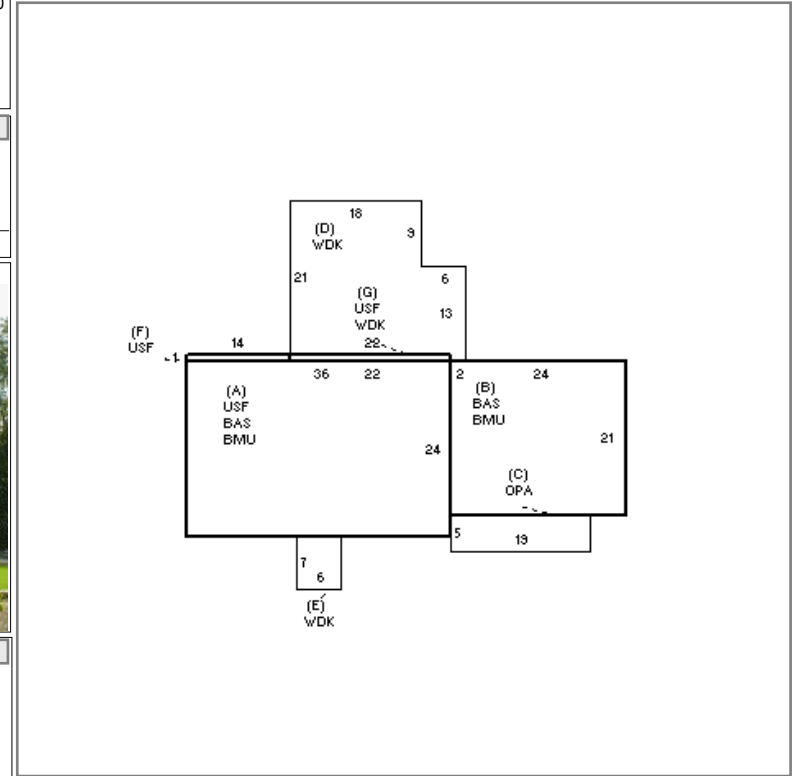 18
(D)
WDK
9
21
6
(G)
USF
WDK
13
(F)
USF
1
14
22
36
22
2
24
(A)
USF
BAS
BMU
(B)
BAS
BMU
24
21
(C)
OPA
5
19
7
6
(E)
WDK